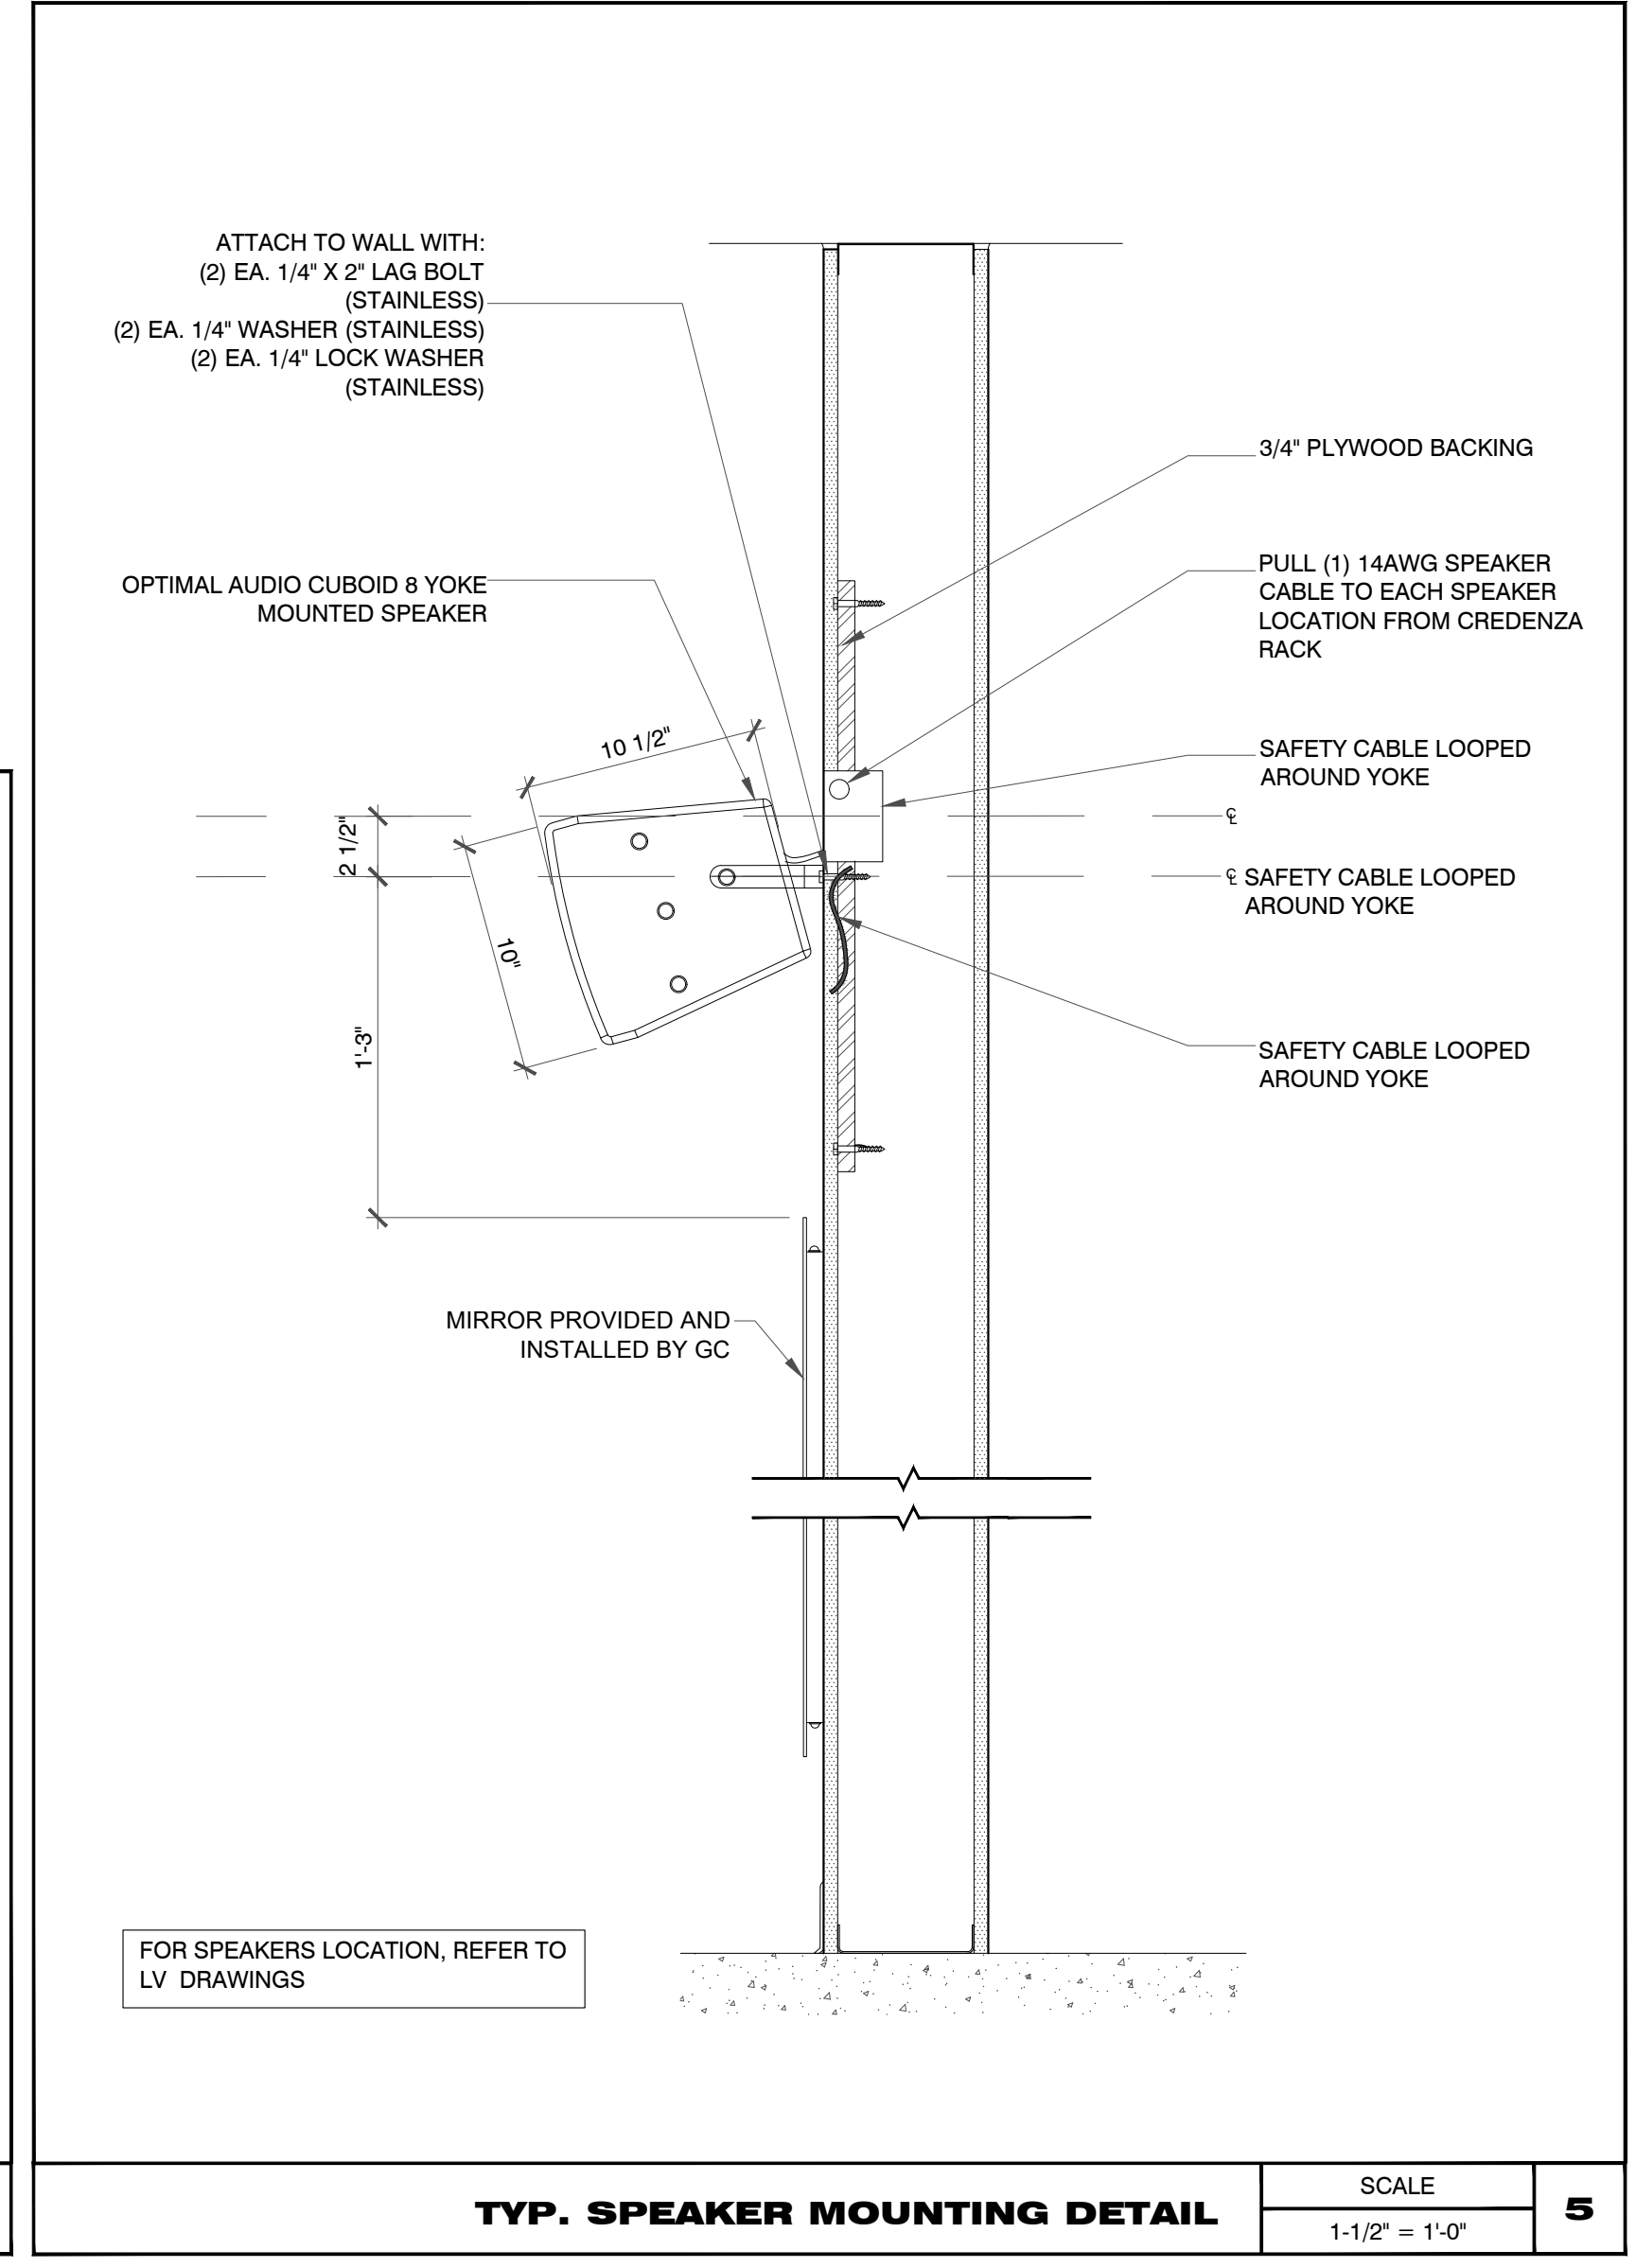 ATTACH TO WALL WITH:
(2) EA. 1/4" X 2" LAG BOLT
(STAINLESS)
(2) EA. 1/4" WASHER (STAINLESS)
(2) EA. 1/4" LOCK WASHER
(STAINLESS)
3/4" PLYWOOD BACKING
OPTIMAL AUDIO CUBOID 8 YOKE
MOUNTED SPEAKER
PULL (1) 14AWG SPEAKER
CABLE TO EACH SPEAKER
LOCATION FROM CREDENZA
RACK
10 1/2"
SAFETY CABLE LOOPED
AROUND YOKE
2 1/2"
℄
℄ SAFETY CABLE LOOPED
AROUND YOKE
10"
1'-3"
SAFETY CABLE LOOPED
AROUND YOKE
MIRROR PROVIDED AND
INSTALLED BY GC
FOR SPEAKERS LOCATION, REFER TO
LV DRAWINGS
TYP. SPEAKER MOUNTING DETAIL
SCALE
1-1/2" = 1'-0"
5